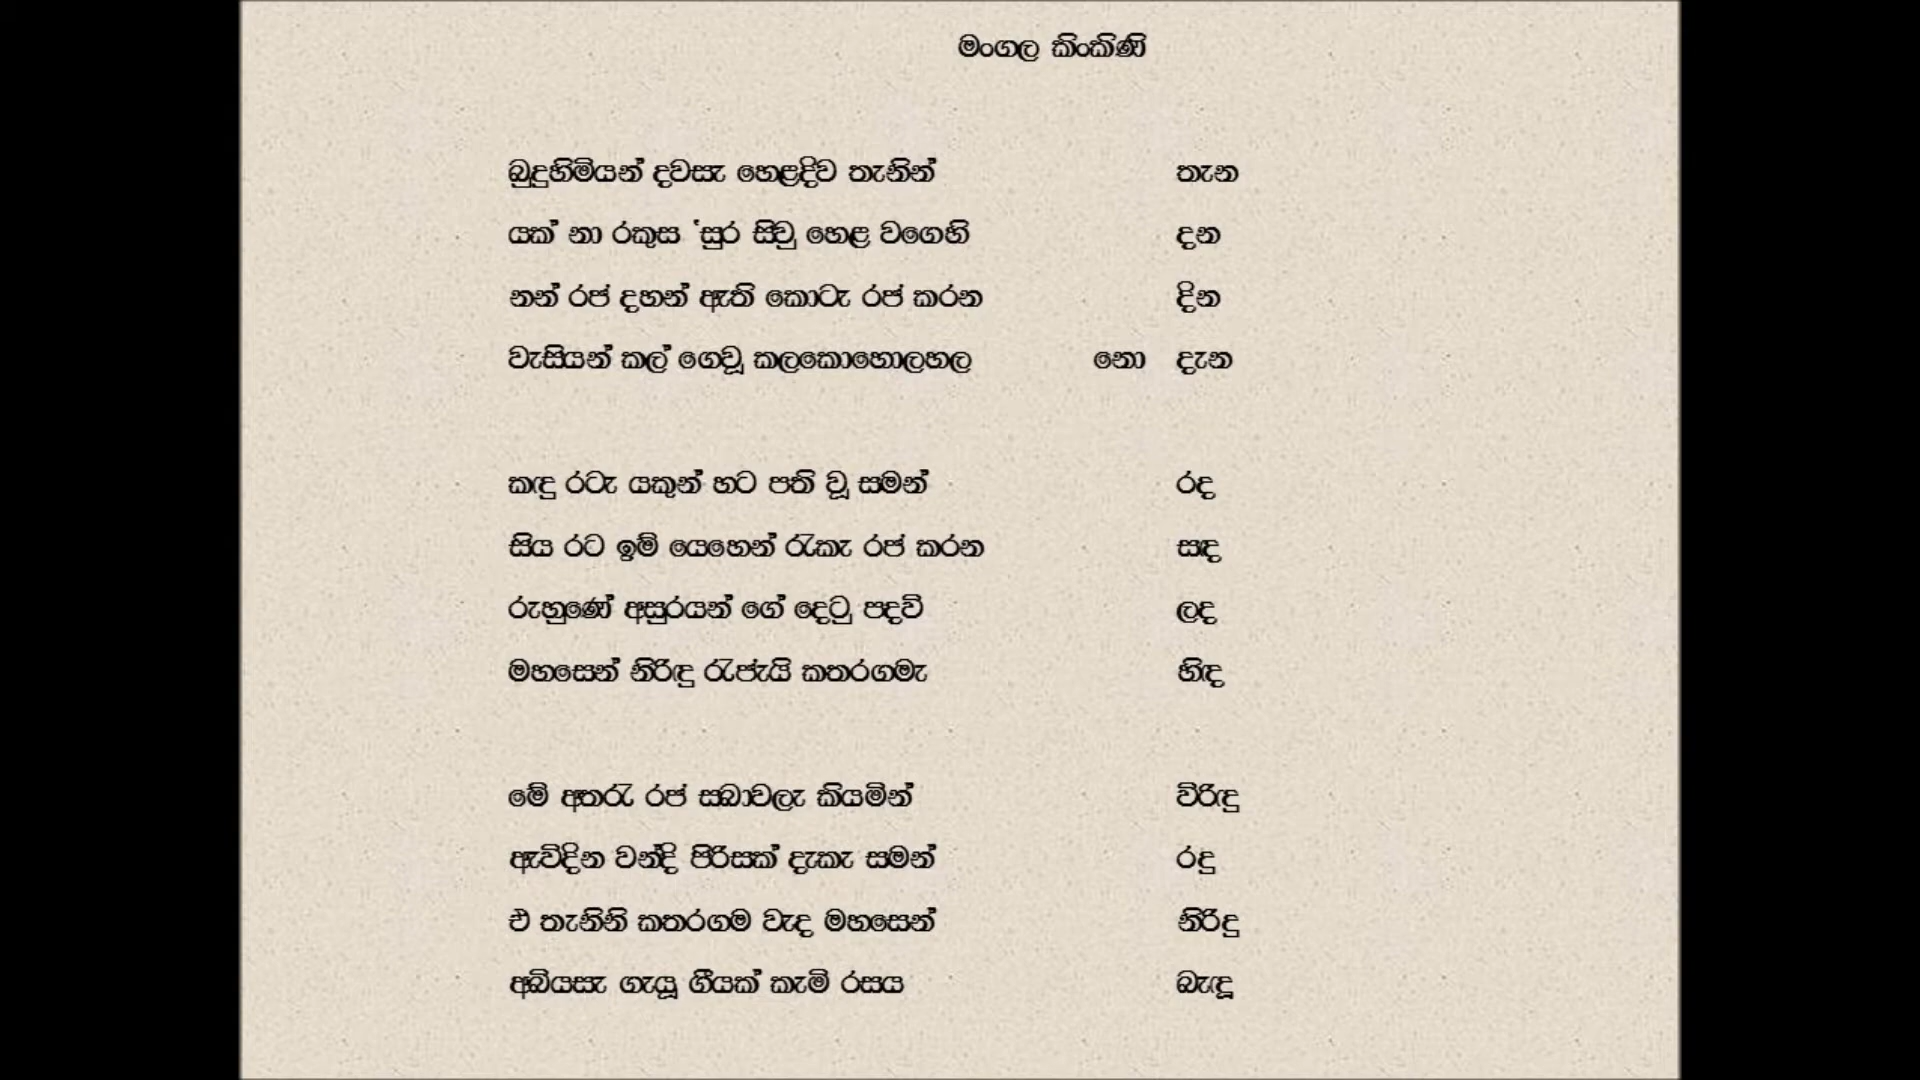 මංගල කිංකිණි
බුදුහිමියන් දවසැ හෙළදිව තැනින් තැන
යක් නා රකුස 'සුර සිවු හෙළ වගෙහි දන
නන් රජ් දහන් ඇති කොටැ රජ් කරන දින
වැසියන් කල් ගෙවූ කලකොහොලහල නො දැන
කඳු රටැ යකුන් හට පති වූ සමන් රද
සිය රට ඉම් යෙහෙන් රැකැ රජ් කරන සඳ
රුහුණේ අසුරයන් ගේ දෙටු පදවි ලද
මහසෙන් නිරිඳු රැජැයි කතරගමැ හිඳ
මේ අතරැ රජ් සබාවලැ කියමින් විරිඳු
ඇවිදින වන්දි පිරිසක් දැකැ සමන් රදු
එ තැනිනි කතරගම වැද මහසෙන් නිරිදු
අබියසැ ගැයූ ගීයක් කැමි රසය බැඳූ